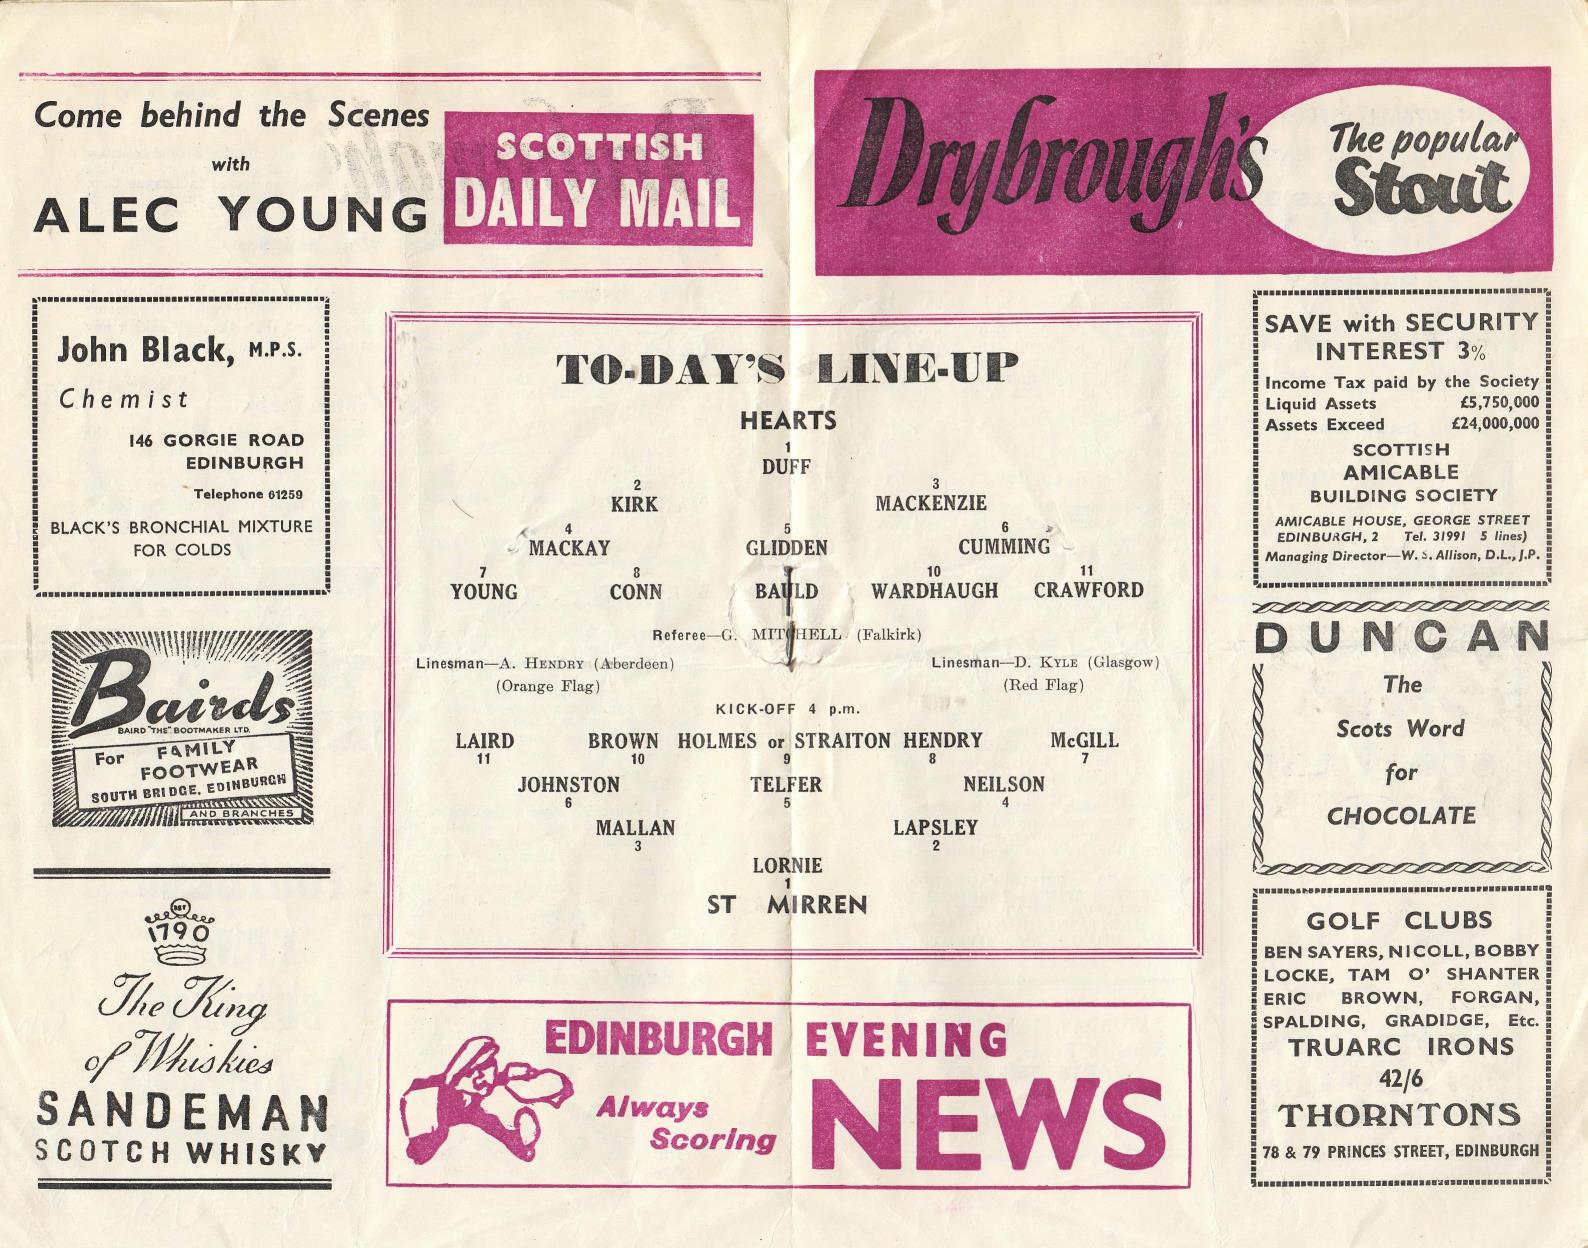 Come behind the Scenes
with
ALEC YOUNG
SCOTTISH
DAILY MAIL
Drybrough's
The popular
Stout
John Black, M.P.S.
Chemist
146 GORGIE ROAD
EDINBURGH
Telephone 61259
BLACK'S BRONCHIAL MIXTURE
FOR COLDS
Bairds
BAIRD "THE" BOOTMAKER LTD.
For FAMILY
FOOTWEAR
SOUTH BRIDGE, EDINBURGH
AND BRANCHES
RST
1790
The King
of Whiskies
SANDEMAN
SCOTCH WHISKY
TO-DAY'S LINE-UP
HEARTS
1
DUFF
2 3
KIRK MACKENZIE
4 5 6
MACKAY GLIDDEN CUMMING
7 8 10 11
YOUNG CONN BAULD WARDHAUGH CRAWFORD
Referee—G. MITCHELL (Falkirk)
Linesman—A. HENDRY (Aberdeen) Linesman—D. KYLE (Glasgow)
(Orange Flag) (Red Flag)
KICK-OFF 4 p.m.
LAIRD BROWN HOLMES or STRAITON HENDRY McGILL
11 10 9 8 7
JOHNSTON TELFER NEILSON
6 5 4
MALLAN LAPSLEY
3 2
LORNIE
1
ST MIRREN
EDINBURGH EVENING
NEWS
Always
Scoring
SAVE with SECURITY
INTEREST 3%
Income Tax paid by the Society
Liquid Assets £5,750,000
Assets Exceed £24,000,000
SCOTTISH
AMICABLE
BUILDING SOCIETY
AMICABLE HOUSE, GEORGE STREET
EDINBURGH, 2 Tel. 31991 5 lines)
Managing Director—W. S. Allison, D.L., J.P.
DUNCAN
The
Scots Word
for
CHOCOLATE
GOLF CLUBS
BEN SAYERS, NICOLL, BOBBY
LOCKE, TAM O' SHANTER
ERIC BROWN, FORGAN,
SPALDING, GRADIDGE, Etc.
TRUARC IRONS
42/6
THORNTONS
78 & 79 PRINCES STREET, EDINBURGH